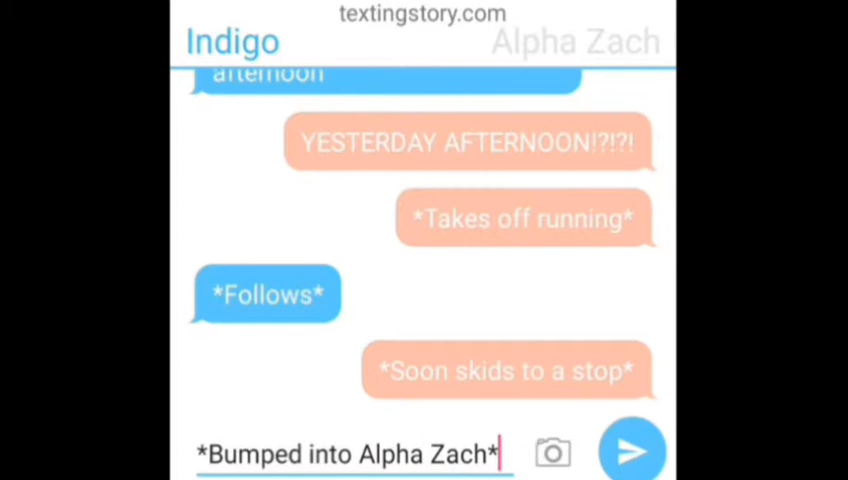 textingstory.com
Indigo Alpha Zach
afternoon
YESTERDAY AFTERNOON!?!?!
*Takes off running*
*Follows*
*Soon skids to a stop*
*Bumped into Alpha Zach*